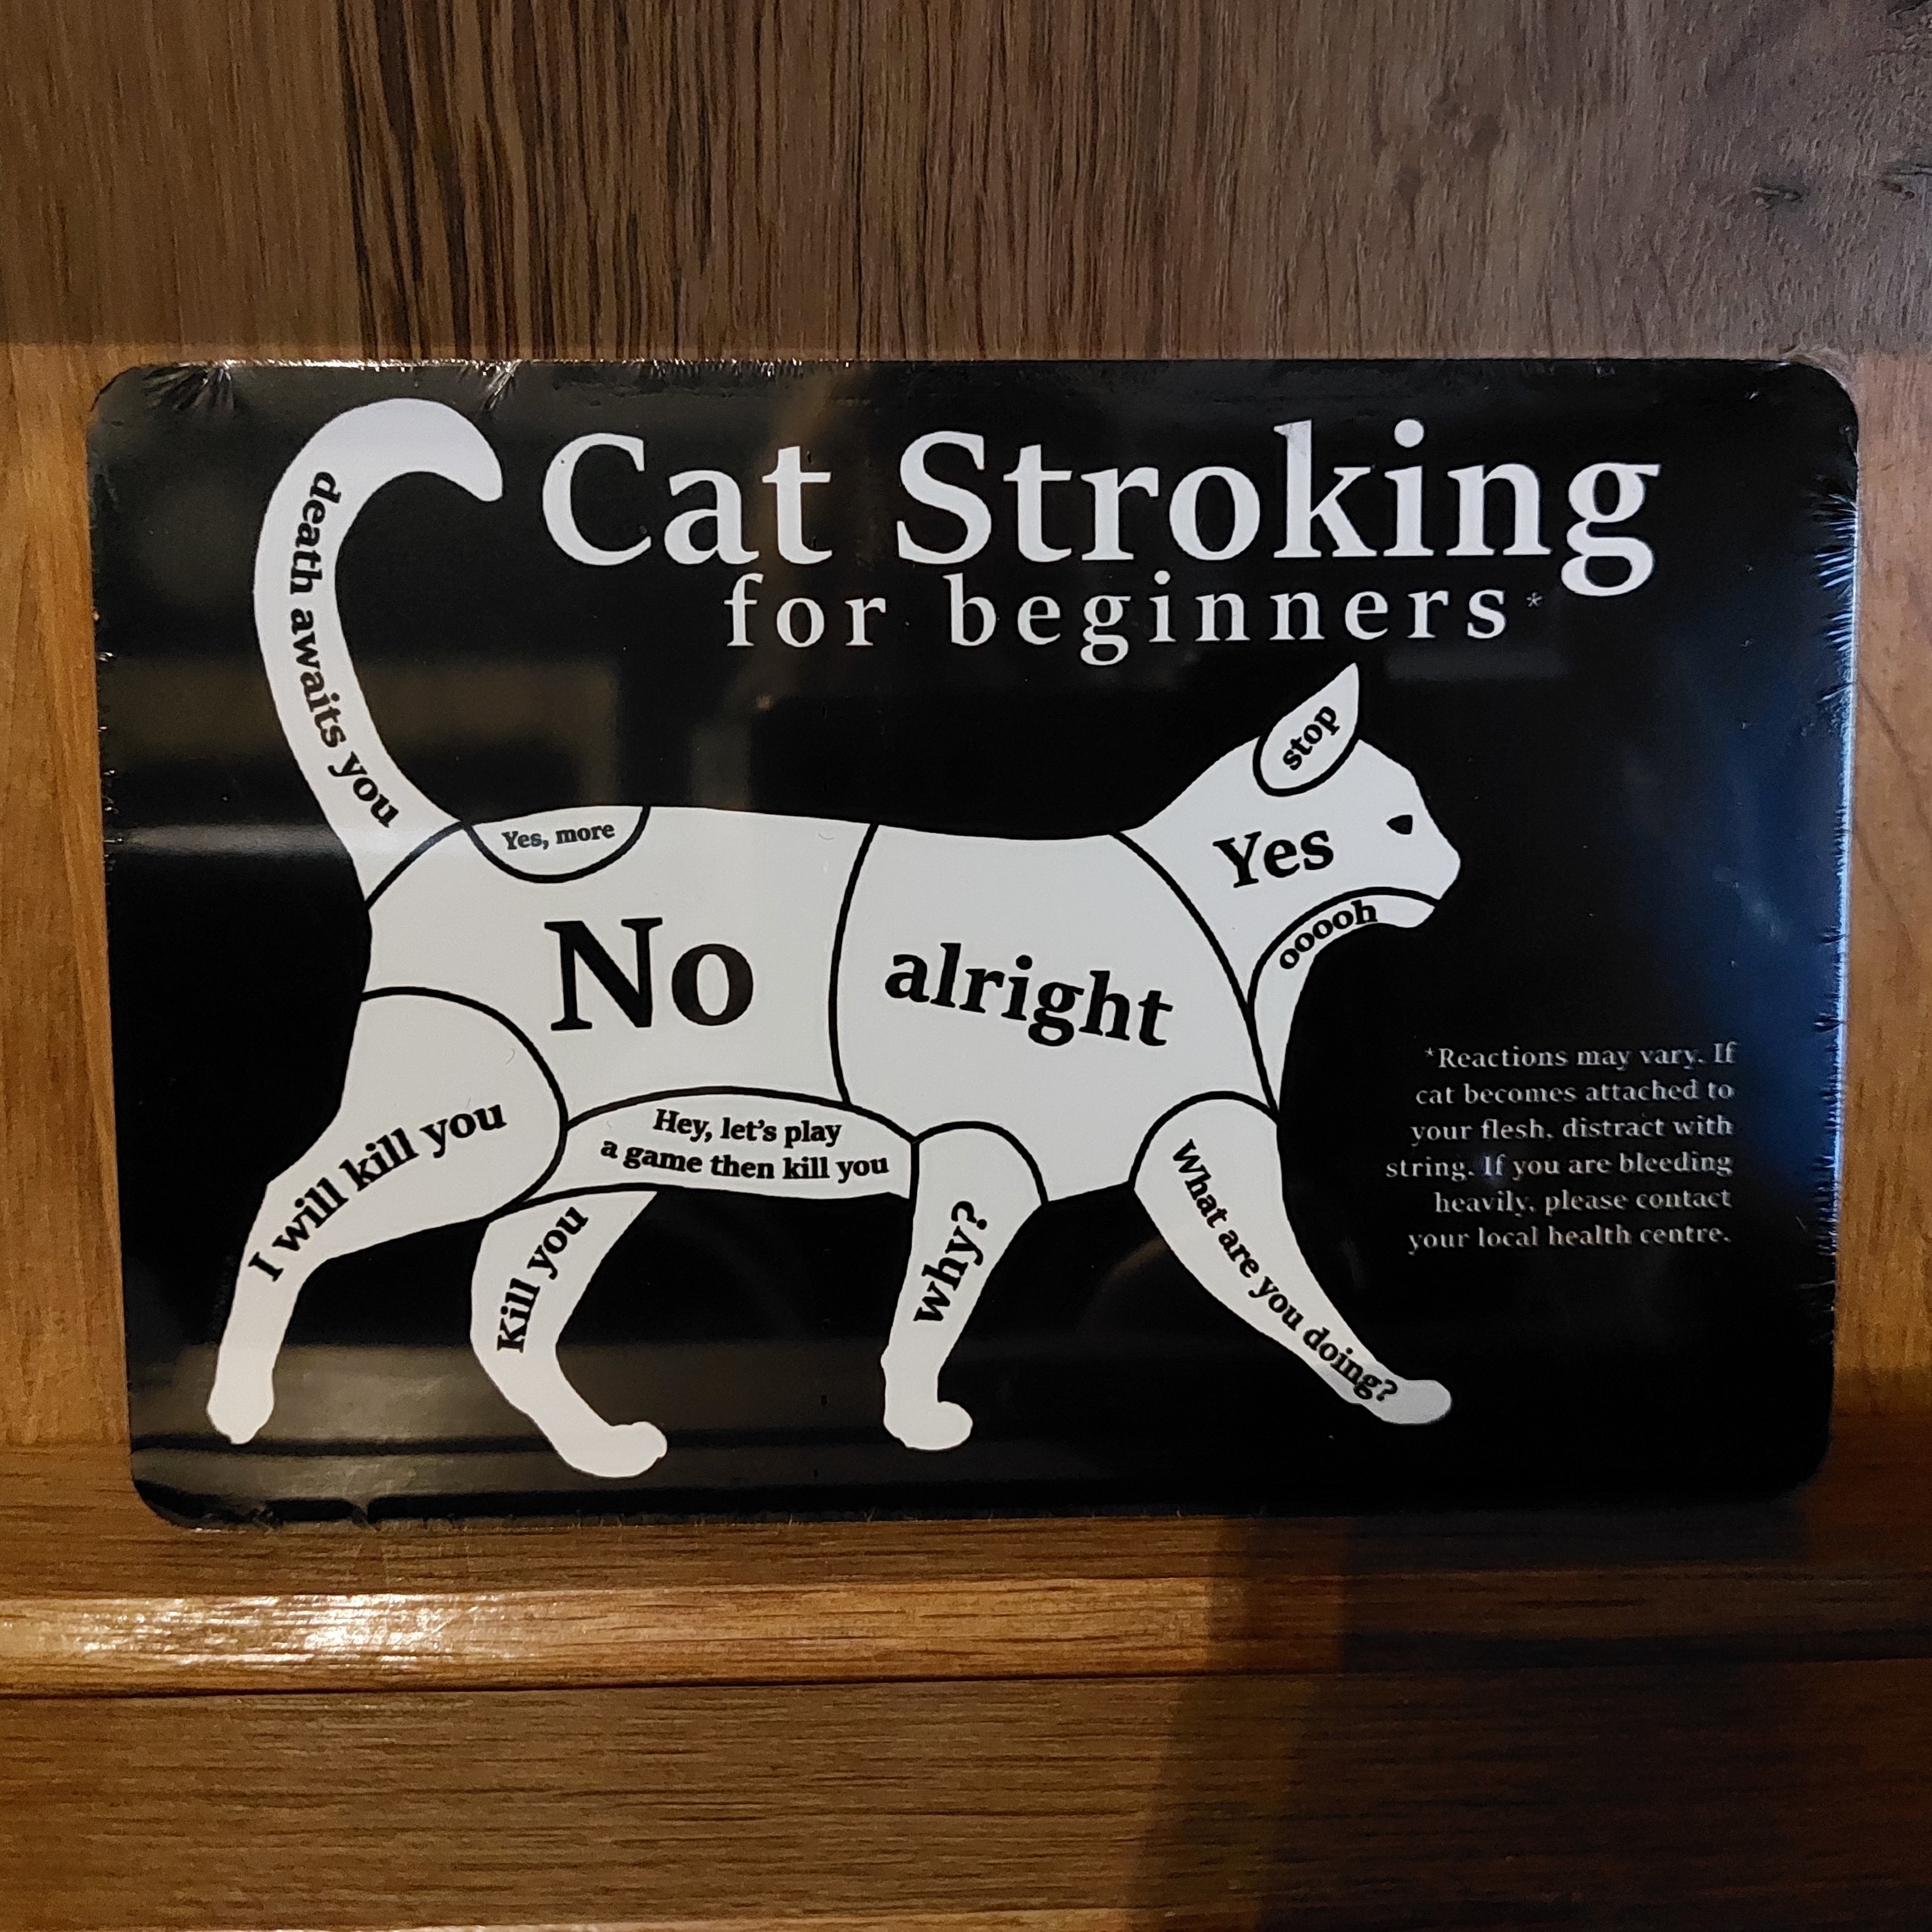 Cat Stroking
for beginners*
death awaits you
stop
Yes, more
Yes
ooooh
No
alright
I will kill you
Hey, let's play
a game then kill you
Kill you
why?
What are you doing?
*Reactions may vary. If
cat becomes attached to
your flesh, distract with
string. If you are bleeding
heavily, please contact
your local health centre.